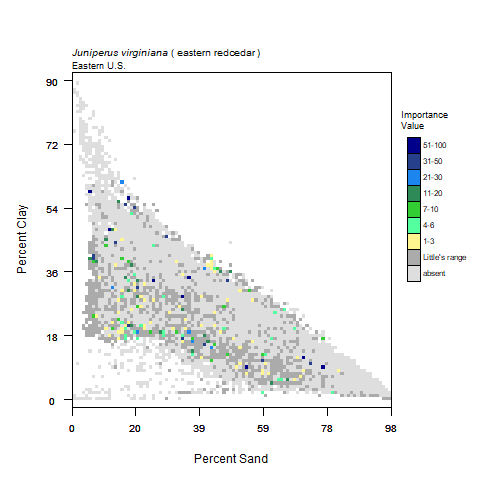 Juniperus virginiana ( eastern redcedar )
Eastern U.S.
Percent Clay
90
72
54
36
18
0
0
20
39
59
78
98
Percent Sand
Importance
Value
51-100
31-50
21-30
11-20
7-10
4-6
1-3
Little's range
absent